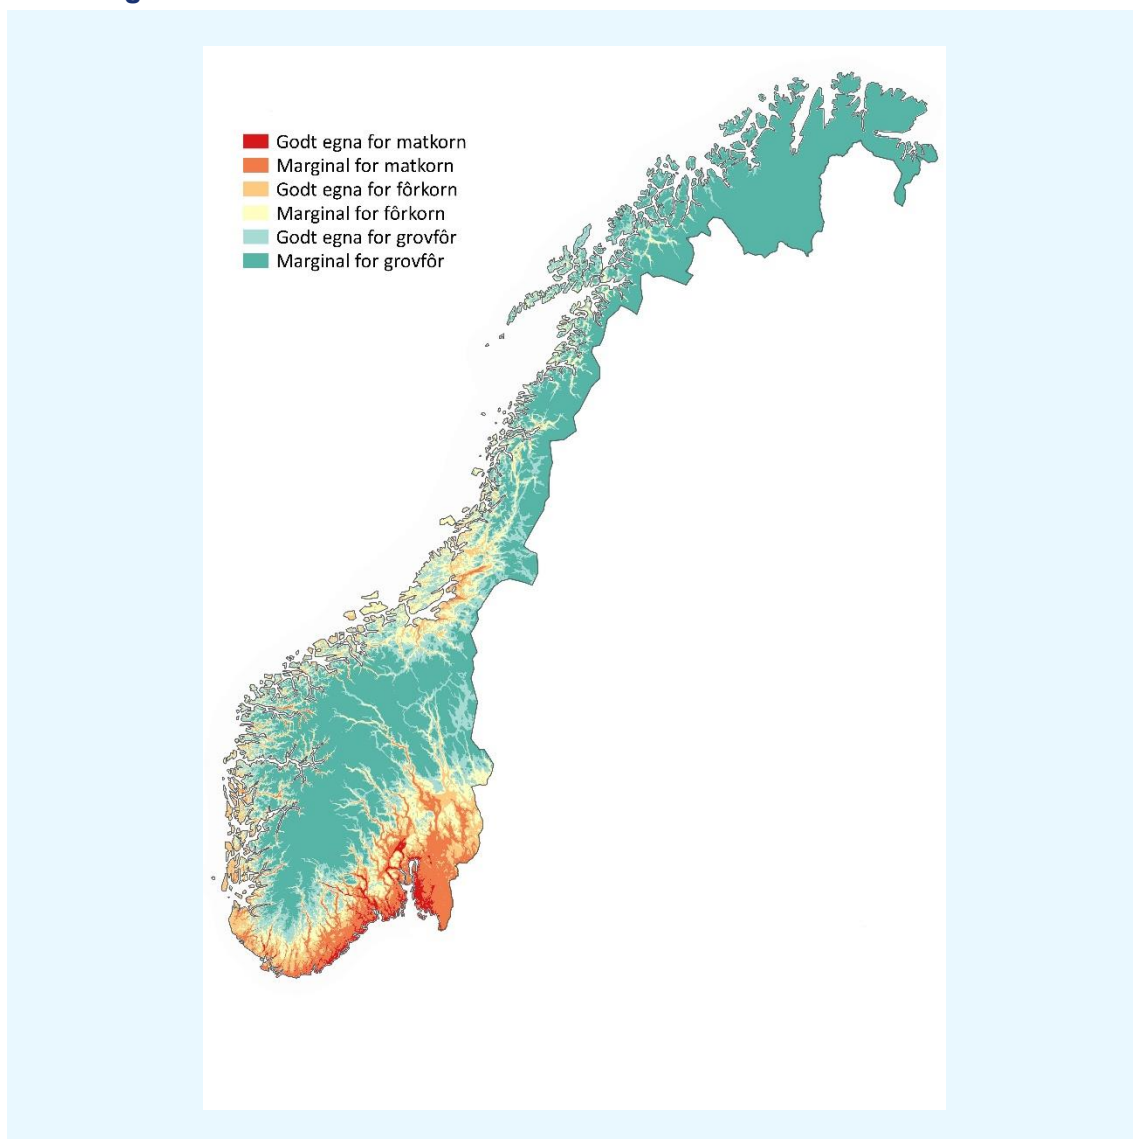 Godt egna for matkorn
Marginal for matkorn
Godt egna for fôrkorn
Marginal for fôrkorn
Godt egna for grovfôr
Marginal for grovfôr